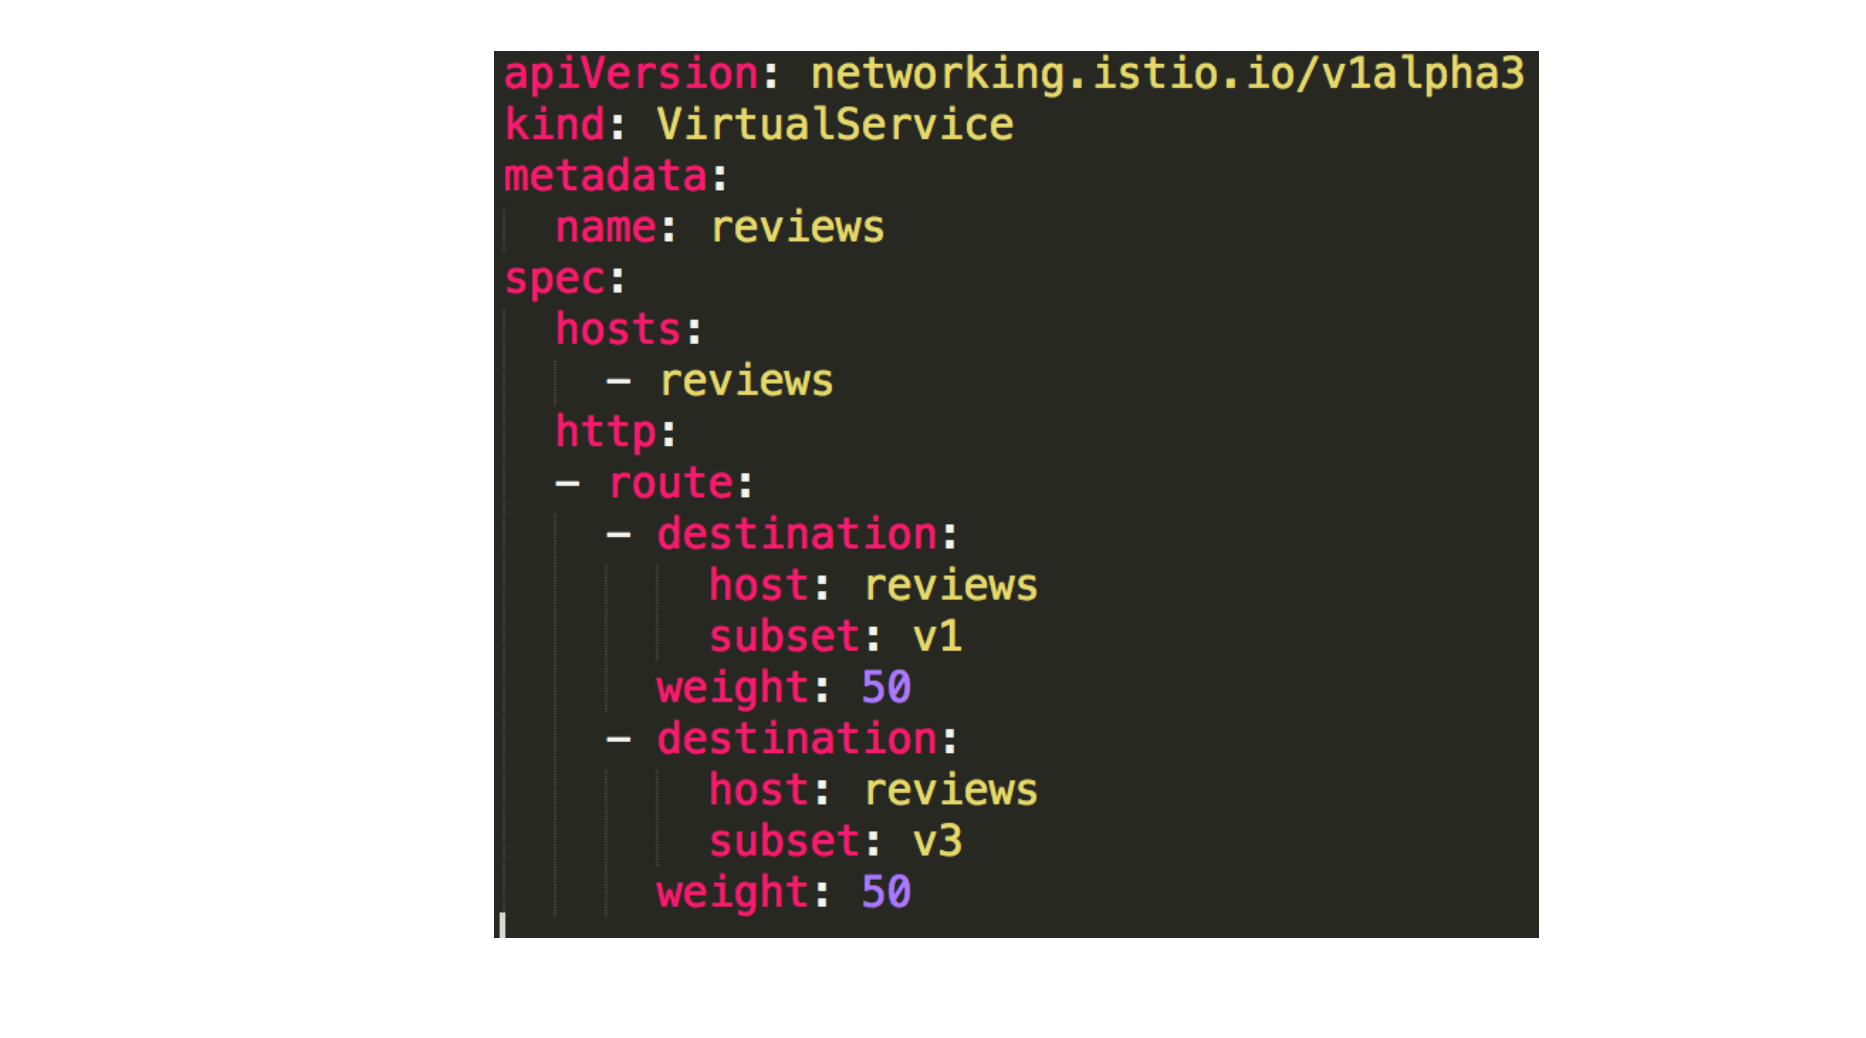 apiVersion: networking.istio.io/v1alpha3
kind: VirtualService
metadata:
  name: reviews
spec:
  hosts:
    - reviews
  http:
  - route:
    - destination:
        host: reviews
        subset: v1
      weight: 50
    - destination:
        host: reviews
        subset: v3
      weight: 50